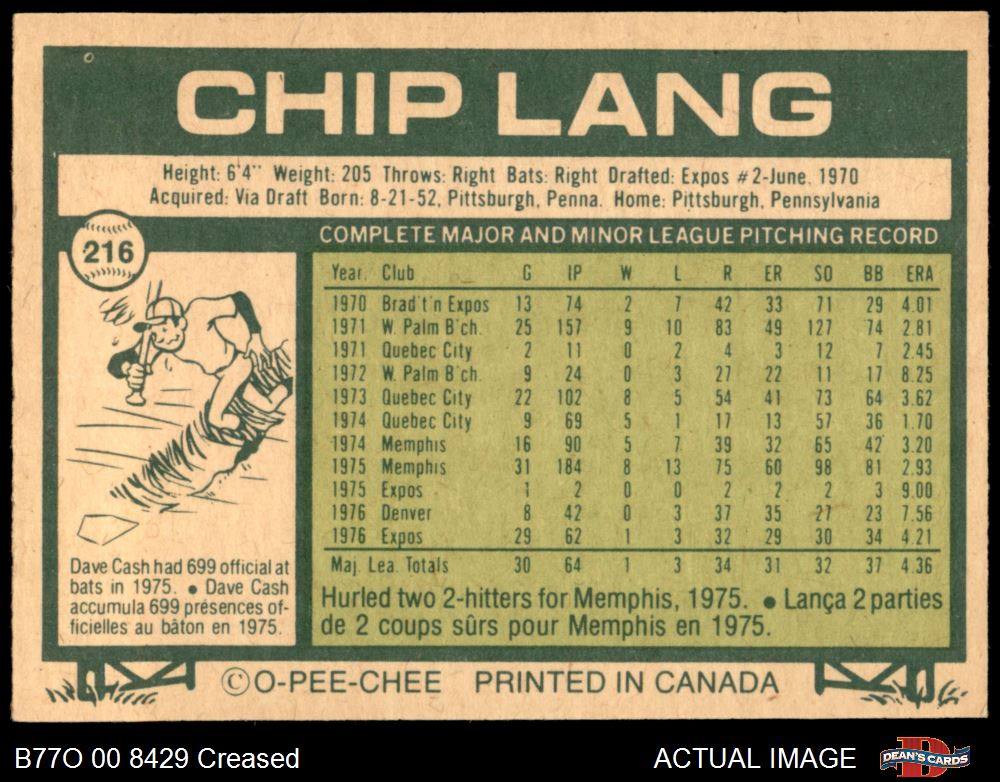 CHIP LANG
Height: 6'4" Weight: 205 Throws: Right Bats: Right Drafted: Expos #2-June, 1970
Acquired: Via Draft Born: 8-21-52, Pittsburgh, Penna. Home: Pittsburgh, Pennsylvania
216
COMPLETE MAJOR AND MINOR LEAGUE PITCHING RECORD
Year Club G IP W L R ER SO BB ERA
1970 Brad't'n Expos 13 74 2 7 42 33 71 29 4.01
1971 W. Palm B'ch. 25 157 9 10 83 49 127 74 2.81
1971 Quebec City 2 11 0 2 4 3 12 7 2.45
1972 W. Palm B'ch. 9 24 0 3 27 22 11 17 8.25
1973 Quebec City 22 102 8 5 54 41 73 64 3.62
1974 Quebec City 9 69 5 1 17 13 57 36 1.70
1974 Memphis 16 90 5 7 39 32 65 42 3.20
1975 Memphis 31 184 8 13 75 60 98 81 2.93
1975 Expos 1 2 0 0 2 2 2 3 9.00
1976 Denver 8 42 0 3 37 35 27 23 7.56
1976 Expos 29 62 1 3 32 29 30 34 4.21
Maj. Lea. Totals 30 64 1 3 34 31 32 37 4.36
Hurled two 2-hitters for Memphis, 1975. ● Lança 2 parties
de 2 coups sûrs pour Memphis en 1975.
Dave Cash had 699 official at
bats in 1975. ● Dave Cash
accumula 699 présences of-
ficielles au bâton en 1975.
©O-PEE-CHEE PRINTED IN CANADA
B77O 00 8429 Creased
ACTUAL IMAGE
DEAN'S CARDS